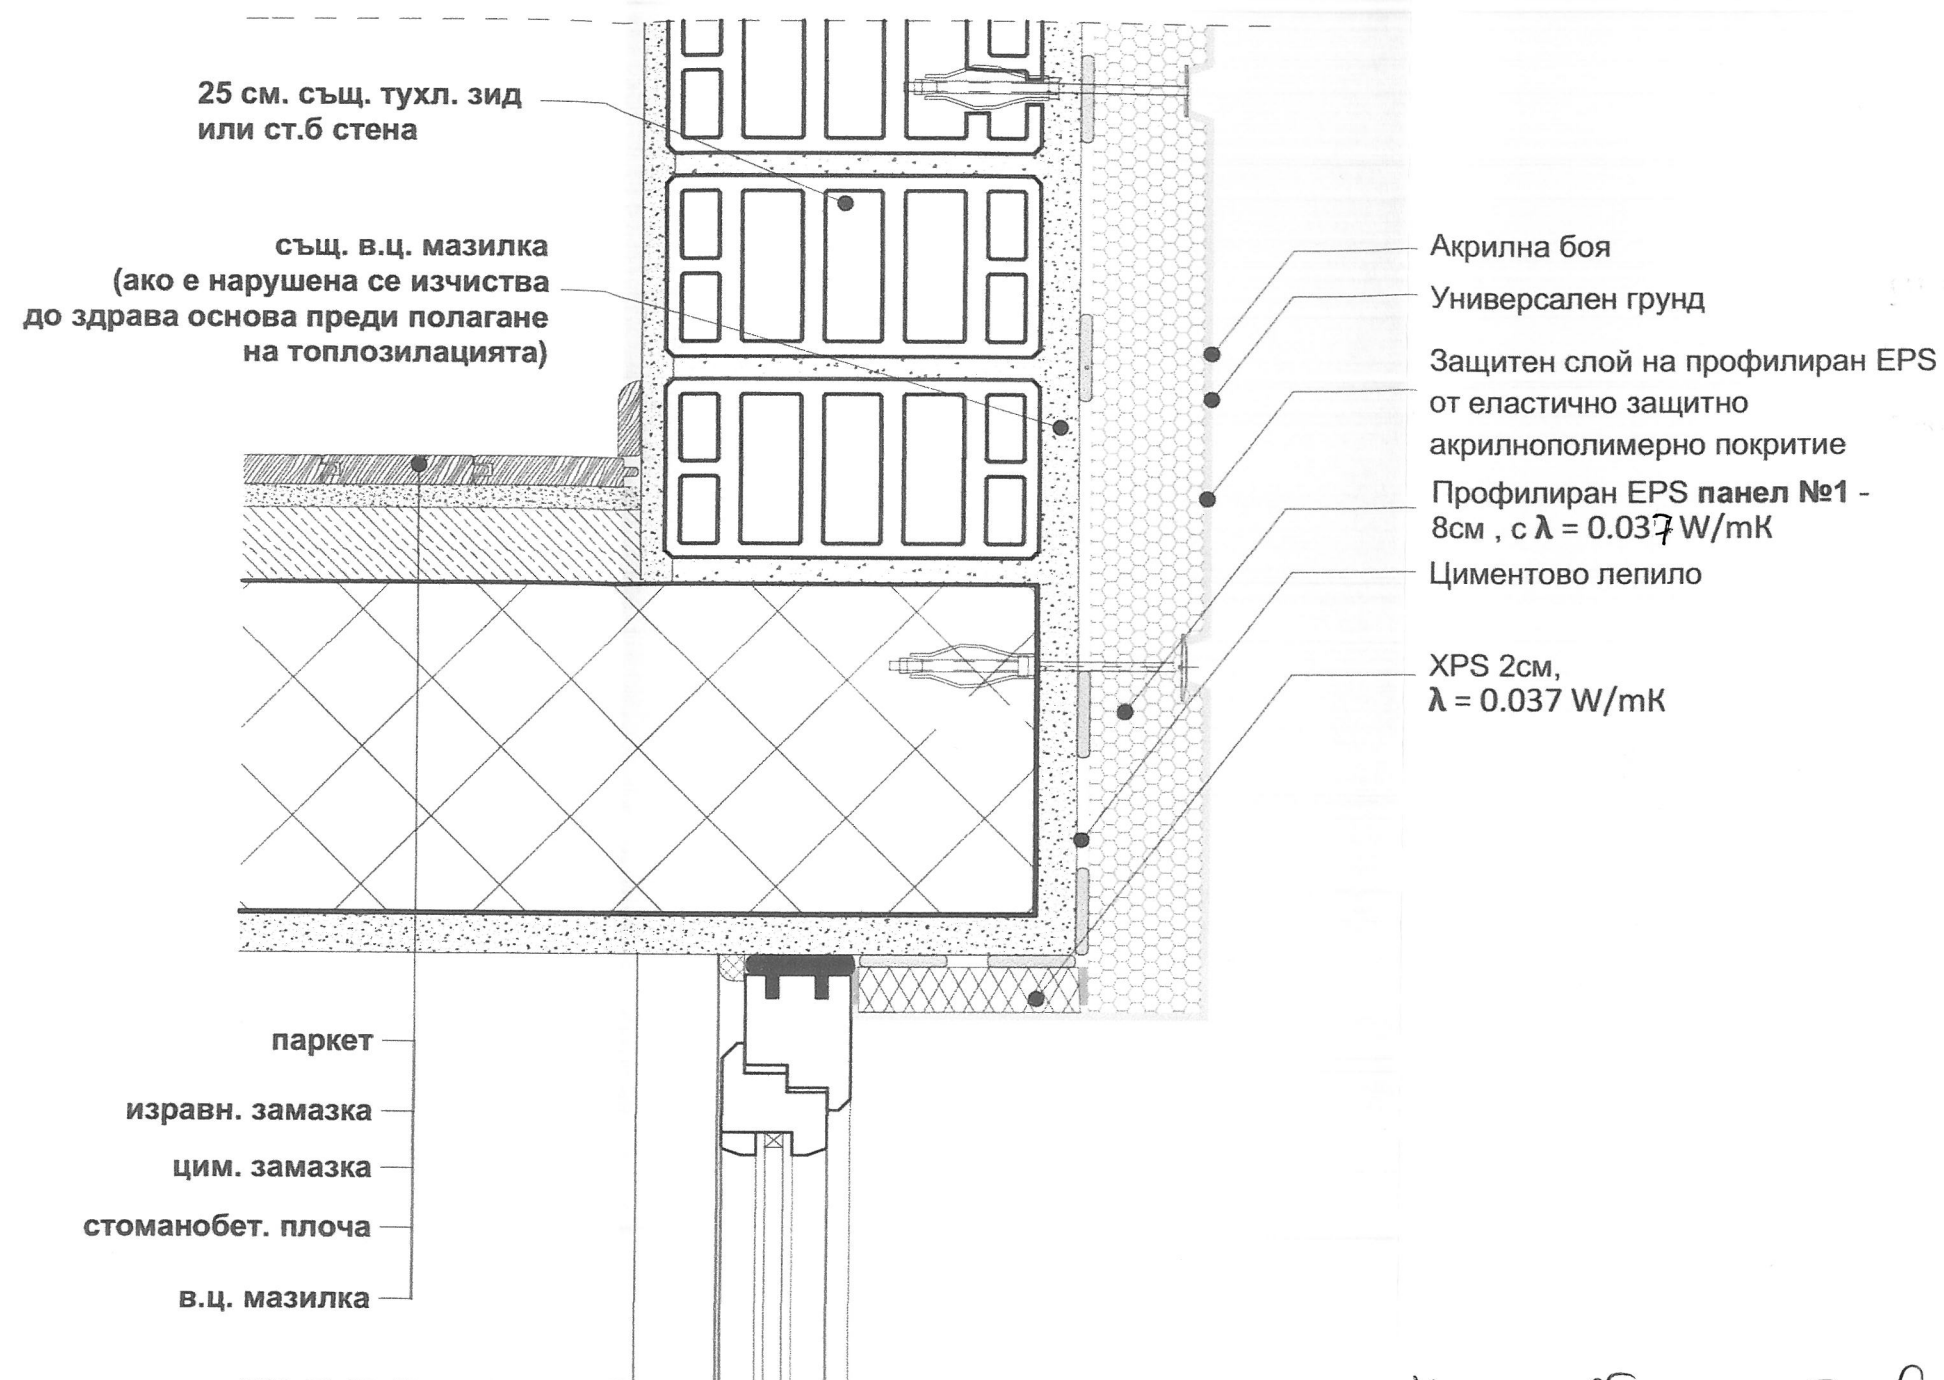 25 см. същ. тухл. зид
или ст.б стена
същ. в.ц. мазилка
(ако е нарушена се изчиства
до здрава основа преди полагане
на топлозилацията)
Акрилна боя
Универсален грунд
Защитен слой на профилиран EPS
от еластично защитно
акрилнополимерно покритие
Профилиран EPS панел №1 -
8см , с λ = 0.037 W/mK
Циментово лепило
XPS 2см,
λ = 0.037 W/mK
паркет
изравн. замазка
цим. замазка
стоманобет. плоча
в.ц. мазилка